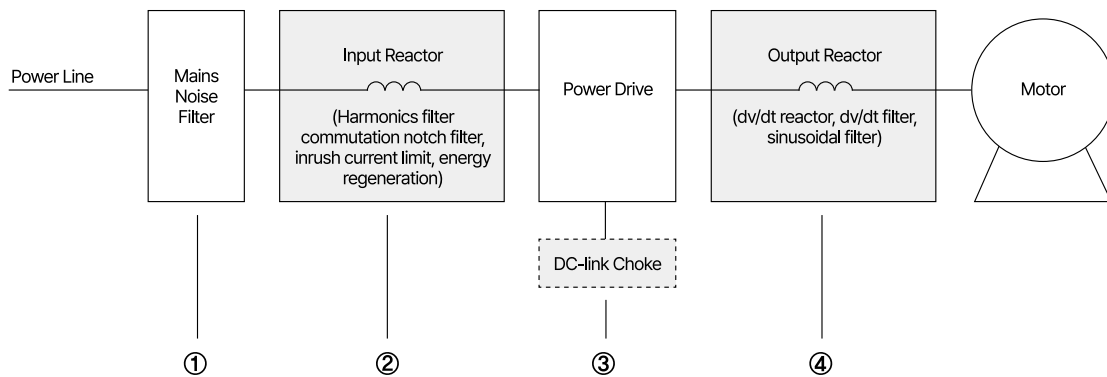 Power Line
Mains
Noise
Filter
Input Reactor
(Harmonics filter
commutation notch filter,
inrush current limit, energy
regeneration)
Power Drive
DC-link Choke
Output Reactor
(dv/dt reactor, dv/dt filter,
sinusoidal filter)
Motor
①
②
③
④